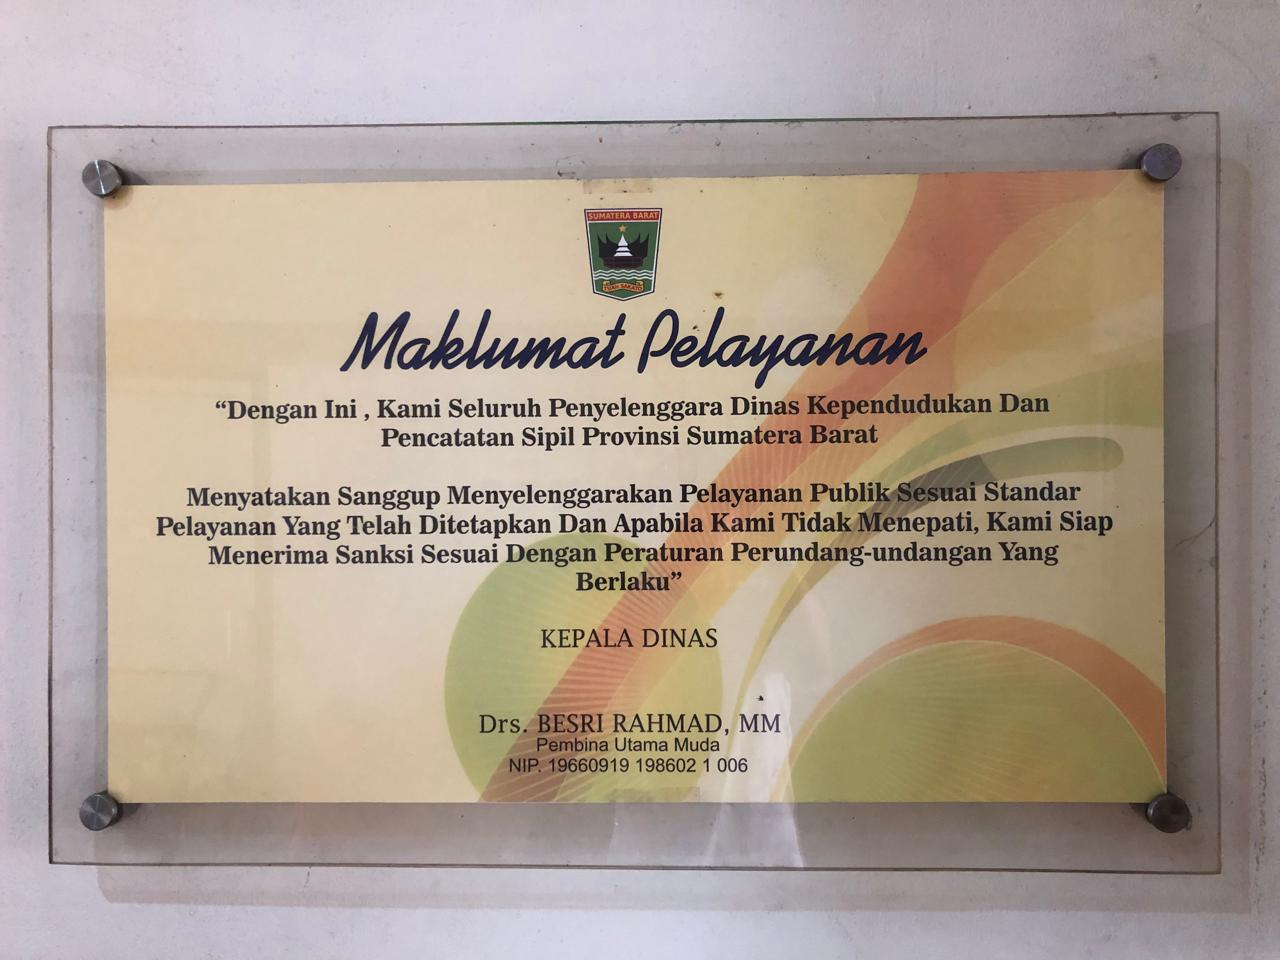 SUMATERA BARAT
TUAH SAKATO
Maklumat Pelayanan
“Dengan Ini , Kami Seluruh Penyelenggara Dinas Kependudukan Dan
Pencatatan Sipil Provinsi Sumatera Barat
Menyatakan Sanggup Menyelenggarakan Pelayanan Publik Sesuai Standar
Pelayanan Yang Telah Ditetapkan Dan Apabila Kami Tidak Menepati, Kami Siap
Menerima Sanksi Sesuai Dengan Peraturan Perundang-undangan Yang
Berlaku”
KEPALA DINAS
Drs. BESRI RAHMAD, MM
Pembina Utama Muda
NIP. 19660919 198602 1 006